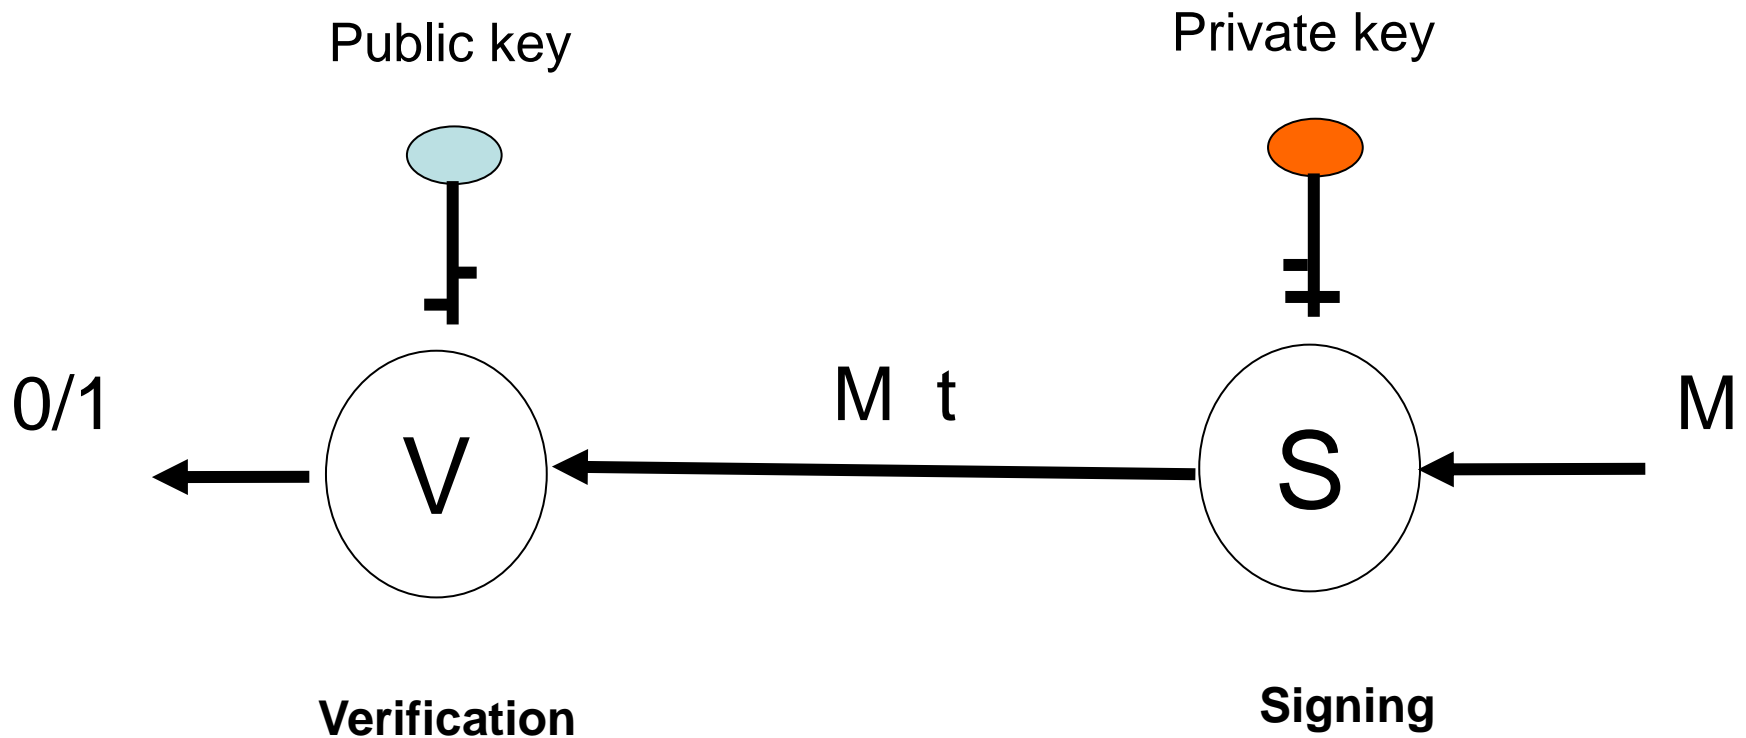 Public key
Private key
0/1
V
M t
S
M
Verification
Signing